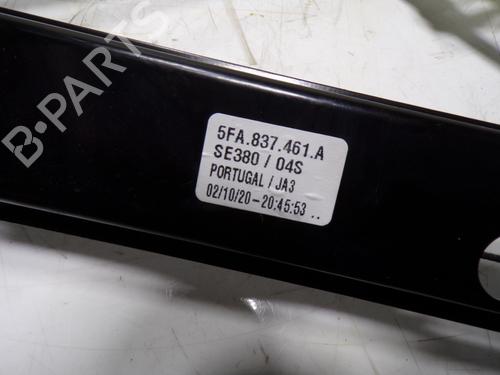 B-PARTS
5FA.837.461.A
SE380 / 04S
PORTUGAL / JA3
02/10/20-20:45:53 ..